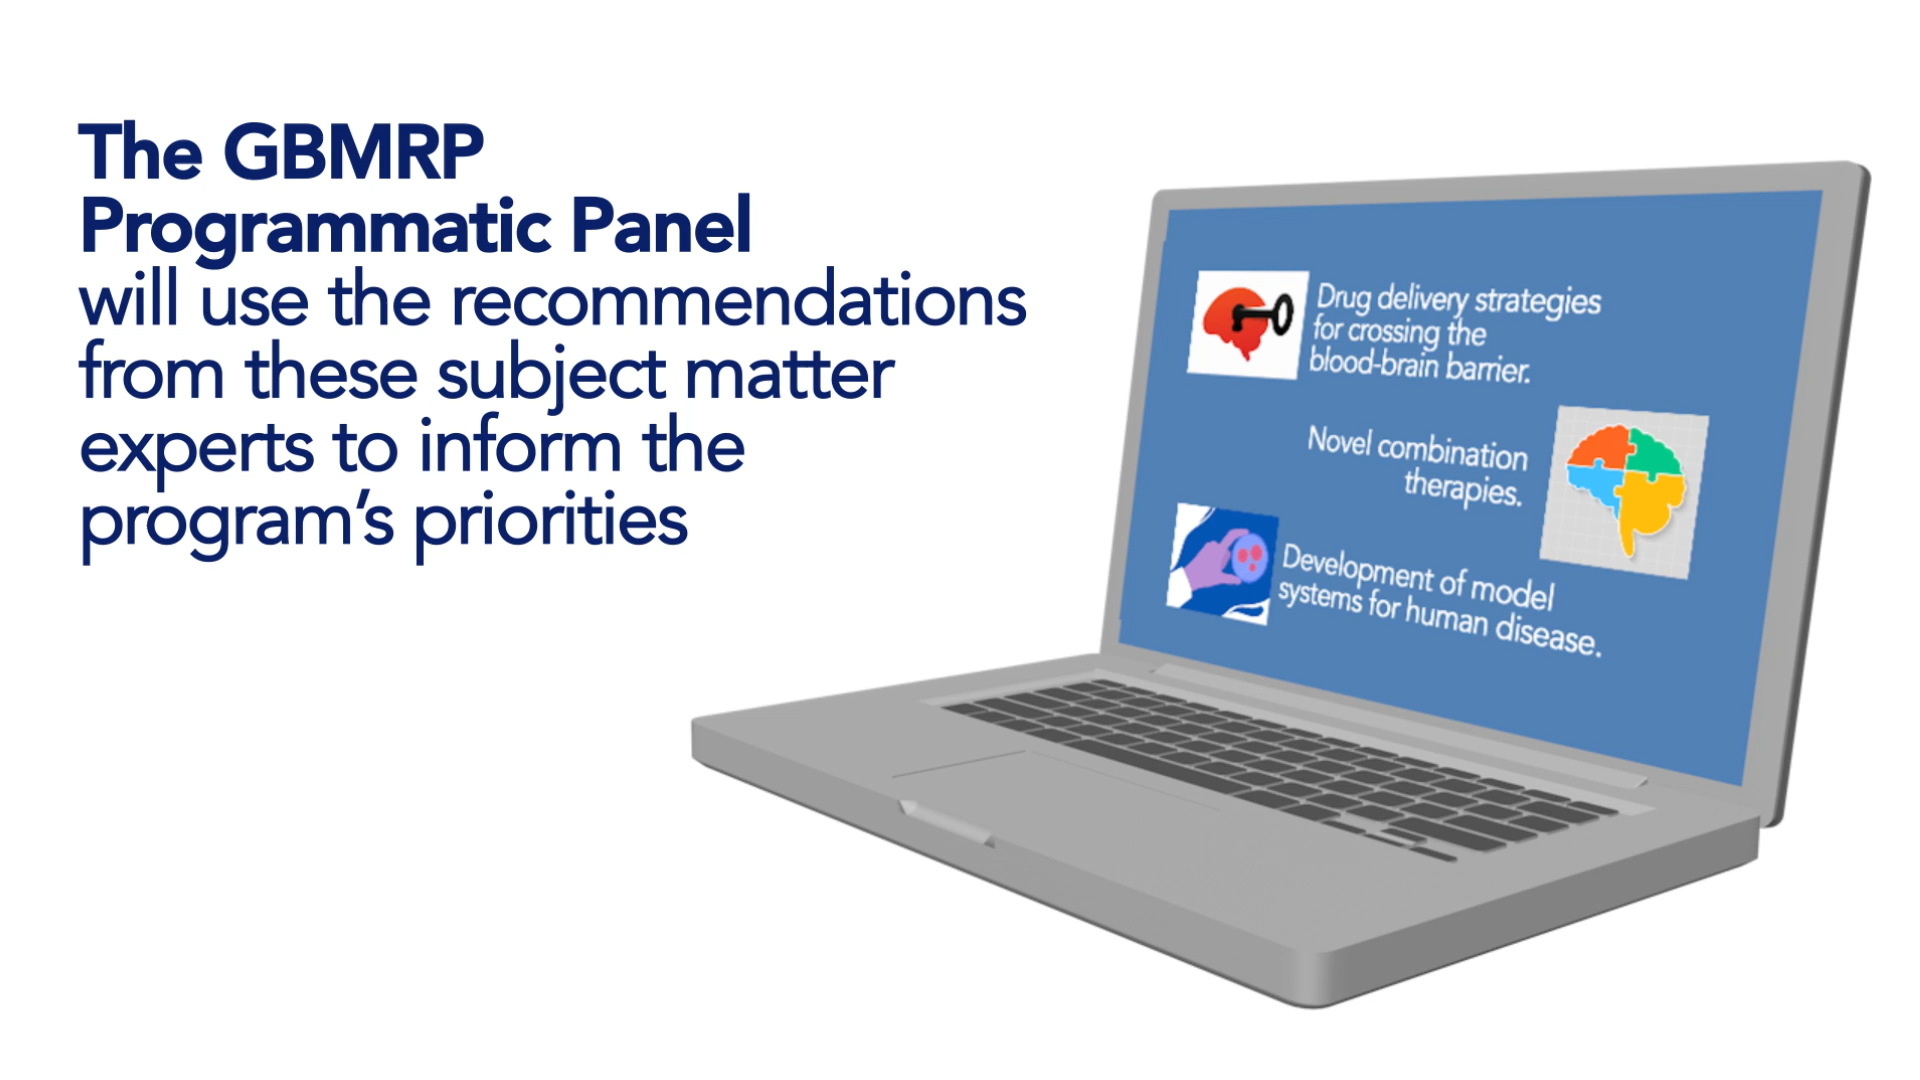 The GBMRP
Programmatic Panel
will use the recommendations
from these subject matter
experts to inform the
program’s priorities
Drug delivery strategies
for crossing the
blood-brain barrier.
Novel combination
therapies.
Development of model
systems for human disease.